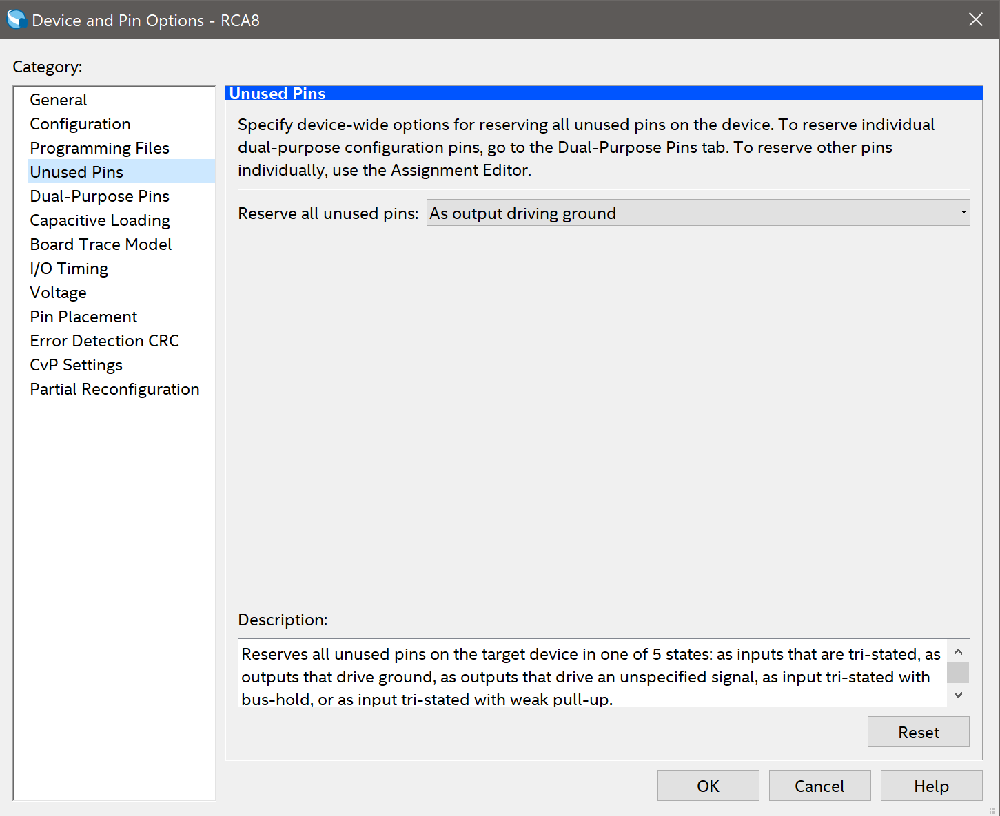 Device and Pin Options - RCA8
Category:
General
Configuration
Programming Files
Unused Pins
Dual-Purpose Pins
Capacitive Loading
Board Trace Model
I/O Timing
Voltage
Pin Placement
Error Detection CRC
CvP Settings
Partial Reconfiguration
Unused Pins
Specify device-wide options for reserving all unused pins on the device. To reserve individual
dual-purpose configuration pins, go to the Dual-Purpose Pins tab. To reserve other pins
individually, use the Assignment Editor.
Reserve all unused pins: As output driving ground
Description:
Reserves all unused pins on the target device in one of 5 states: as inputs that are tri-stated, as
outputs that drive ground, as outputs that drive an unspecified signal, as input tri-stated with
bus-hold, or as input tri-stated with weak pull-up.
Reset
OK Cancel Help